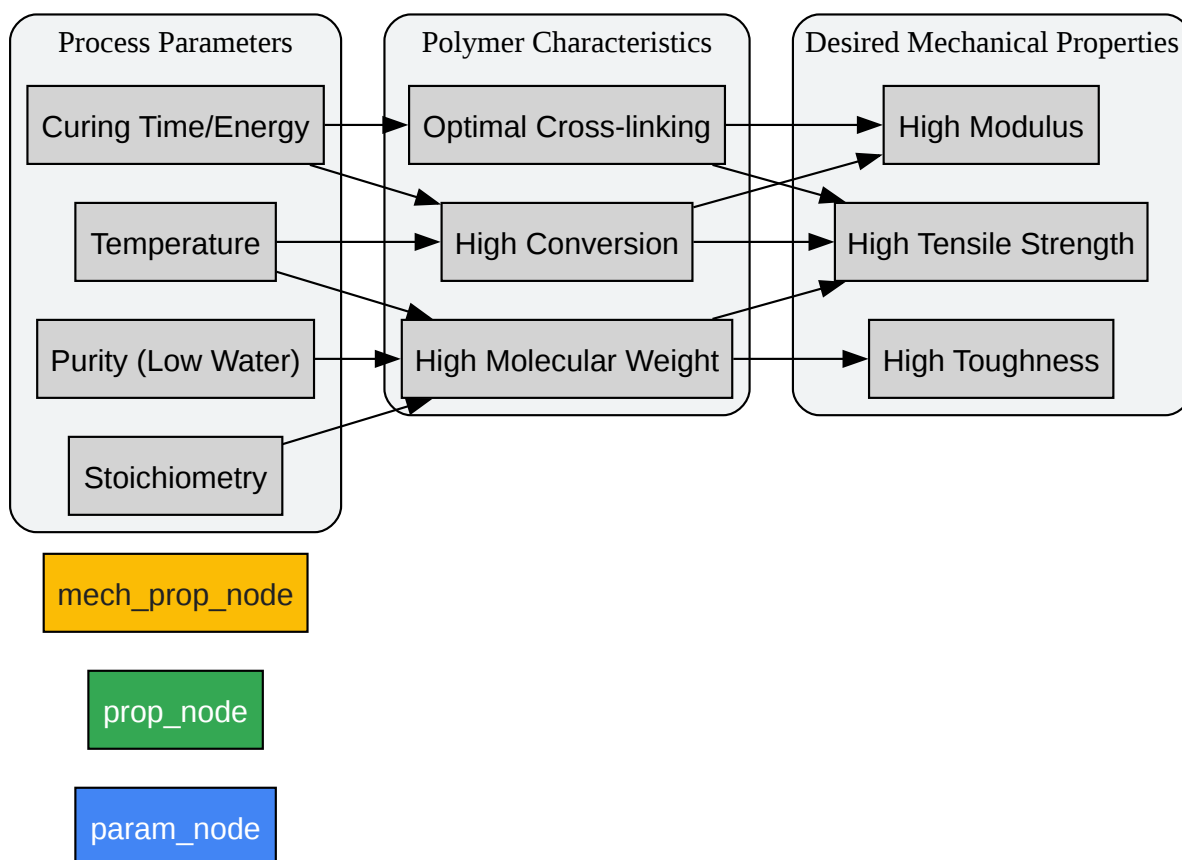 Process Parameters
Curing Time/Energy
Temperature
Purity (Low Water)
Stoichiometry
Polymer Characteristics
Optimal Cross-linking
High Conversion
High Molecular Weight
Desired Mechanical Properties
High Modulus
High Tensile Strength
High Toughness
mech_prop_node
prop_node
param_node